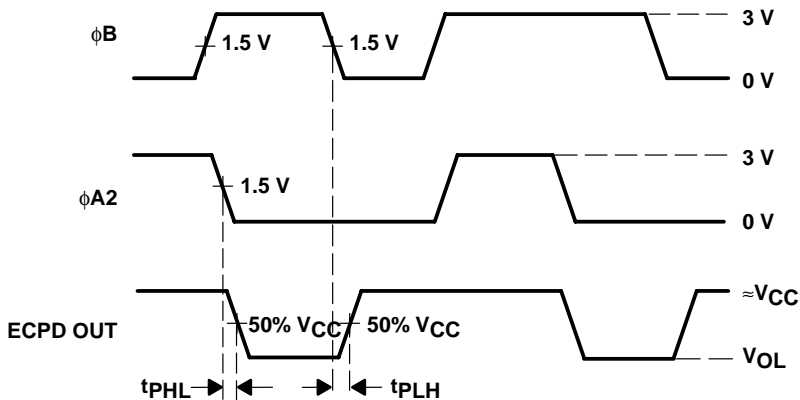 ϕB
1.5 V
1.5 V
3 V
0 V
ϕA2
1.5 V
3 V
0 V
ECPD OUT
50% VCC
50% VCC
≈VCC
VOL
tPHL
tPLH